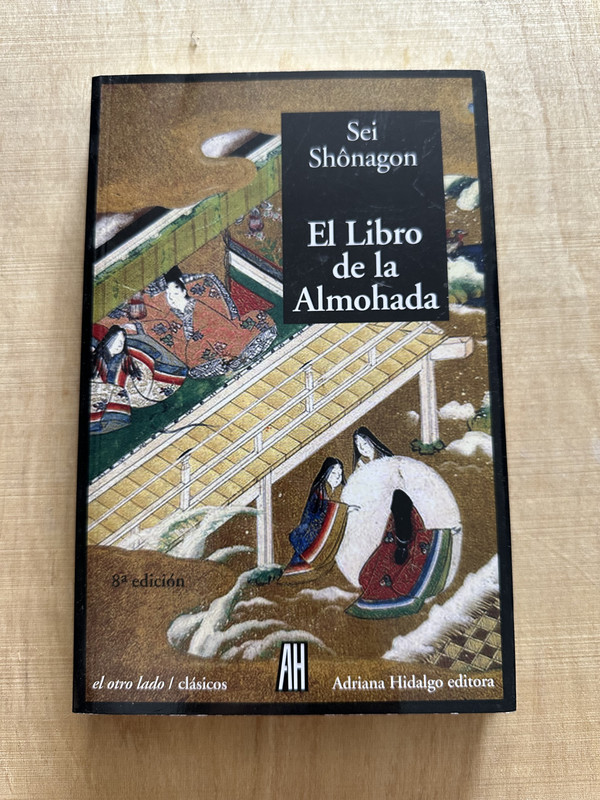 Sei
Shônagon
El Libro
de la
Almohada
8ª edición
el otro lado / clásicos
AH
Adriana Hidalgo editora